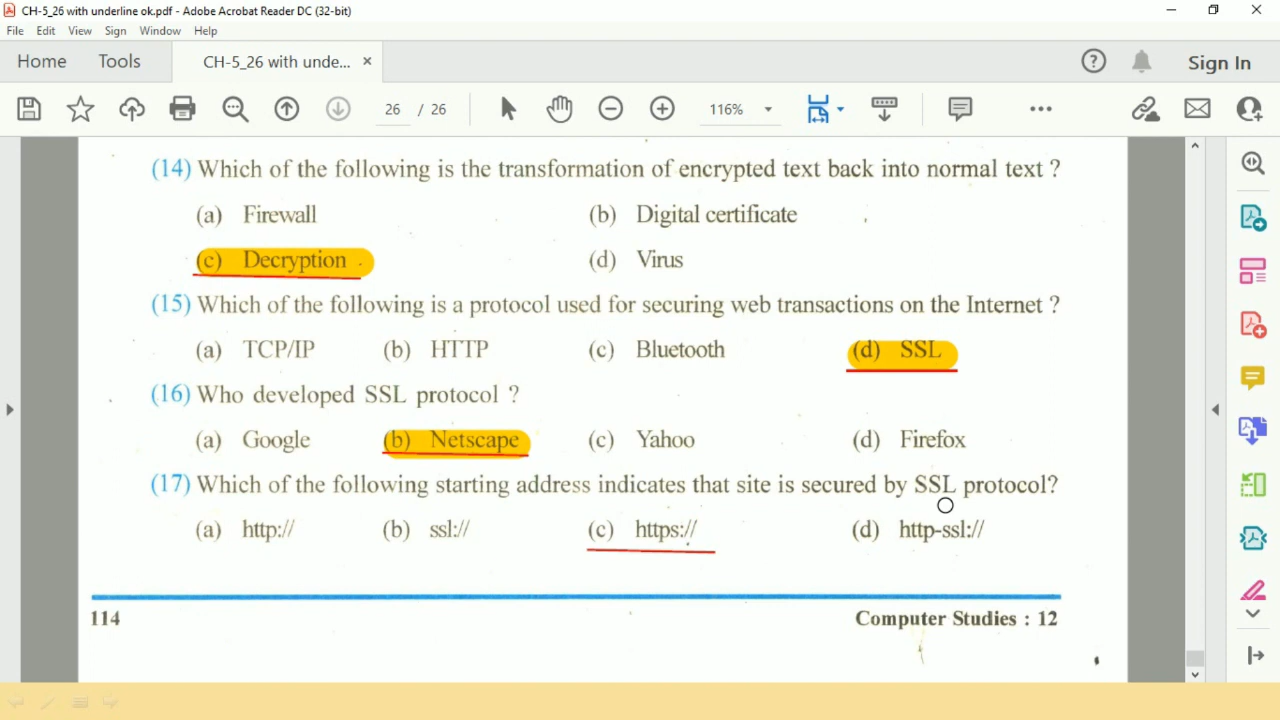 CH-5_26 with underline ok.pdf - Adobe Acrobat Reader DC (32-bit)
File Edit View Sign Window Help
Home Tools CH-5_26 with unde... × Sign In
26 / 26 116%
(14) Which of the following is the transformation of encrypted text back into normal text ?
(a) Firewall (b) Digital certificate
(c) Decryption (d) Virus
(15) Which of the following is a protocol used for securing web transactions on the Internet ?
(a) TCP/IP (b) HTTP (c) Bluetooth (d) SSL
(16) Who developed SSL protocol ?
(a) Google (b) Netscape (c) Yahoo (d) Firefox
(17) Which of the following starting address indicates that site is secured by SSL protocol?
(a) http:// (b) ssl:// (c) https:// (d) http-ssl://
114 Computer Studies : 12